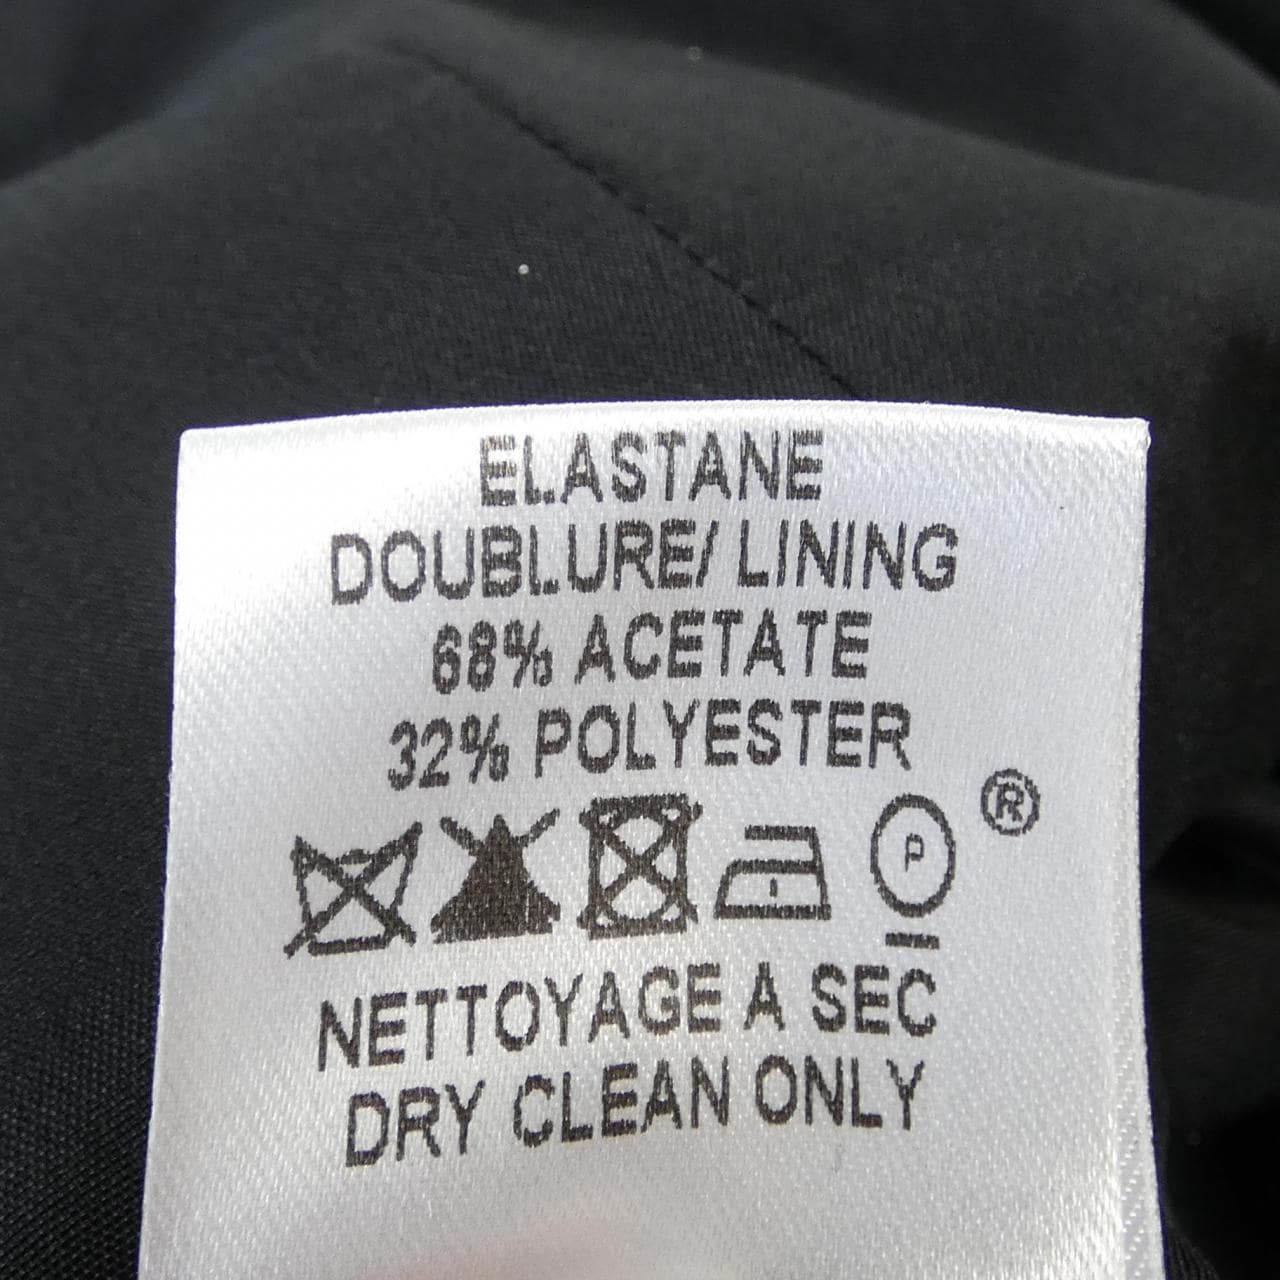 ELASTANE
DOUBLURE/ LINING
68% ACETATE
32% POLYESTER
®
P
NETTOYAGE A SEC
DRY CLEAN ONLY